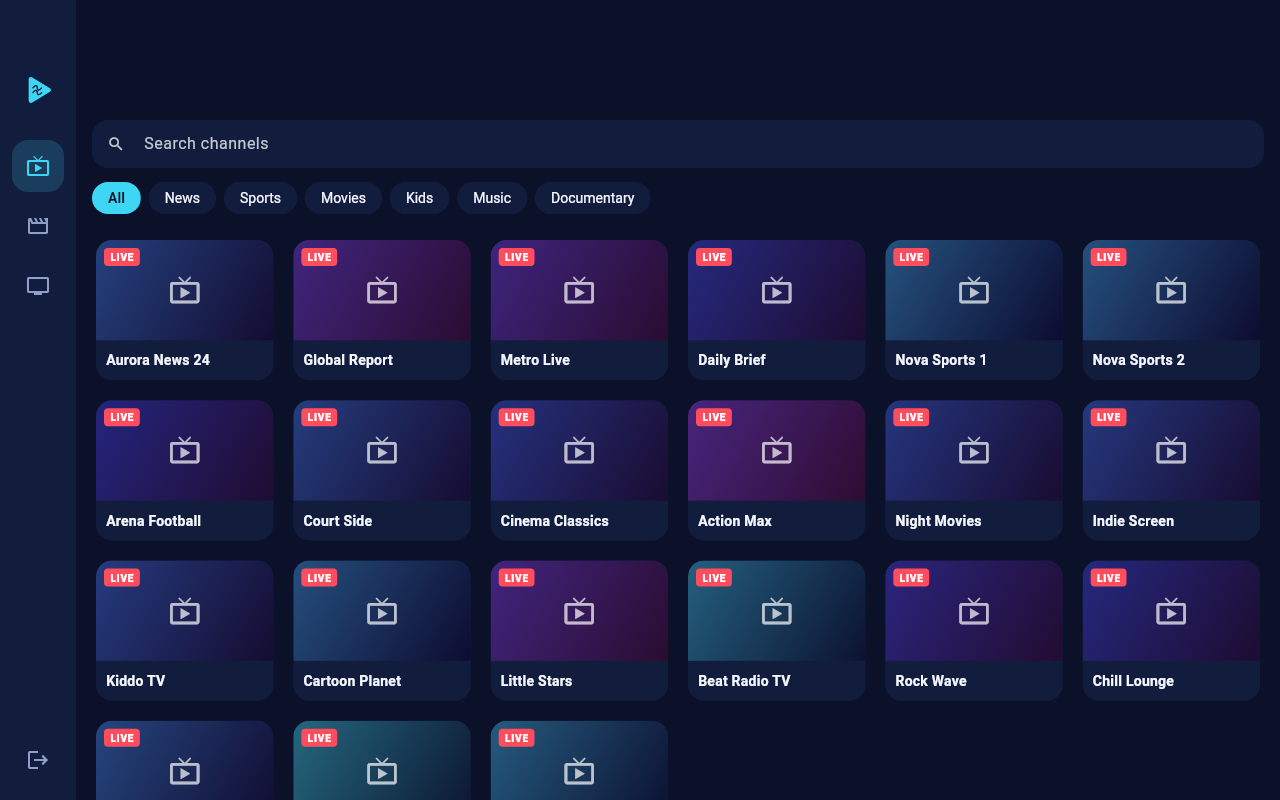 Search channels
All News Sports Movies Kids Music Documentary
LIVE LIVE LIVE LIVE LIVE LIVE
Aurora News 24 Global Report Metro Live Daily Brief Nova Sports 1 Nova Sports 2
LIVE LIVE LIVE LIVE LIVE LIVE
Arena Football Court Side Cinema Classics Action Max Night Movies Indie Screen
LIVE LIVE LIVE LIVE LIVE LIVE
Kiddo TV Cartoon Planet Little Stars Beat Radio TV Rock Wave Chill Lounge
LIVE LIVE LIVE